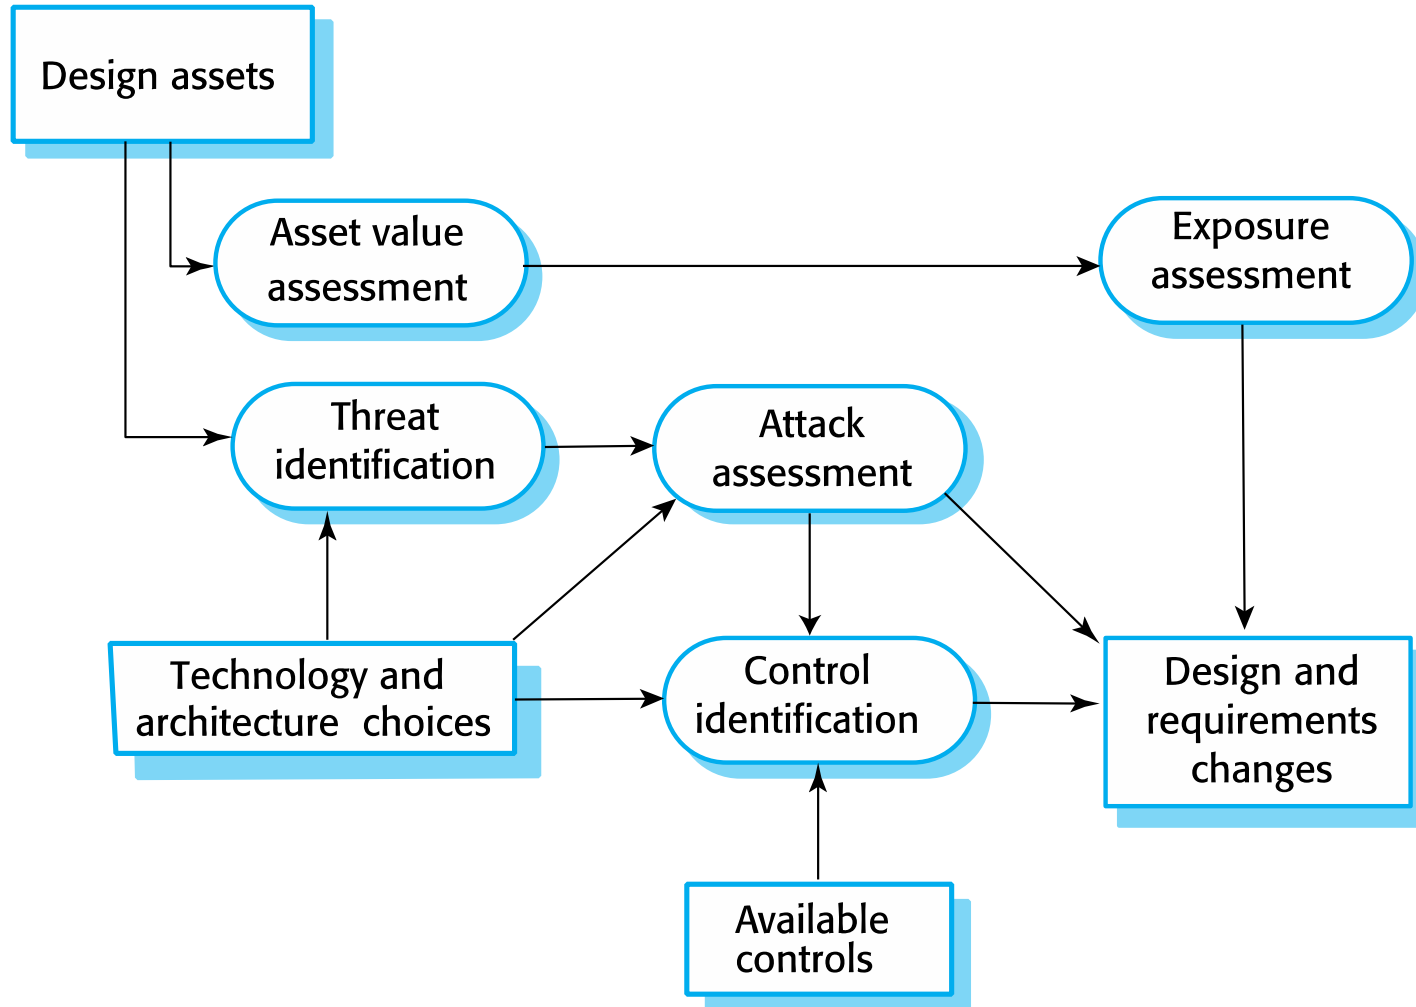 Design assets
Asset value
assessment
Exposure
assessment
Threat
identification
Attack
assessment
Technology and
architecture choices
Control
identification
Design and
requirements
changes
Available
controls